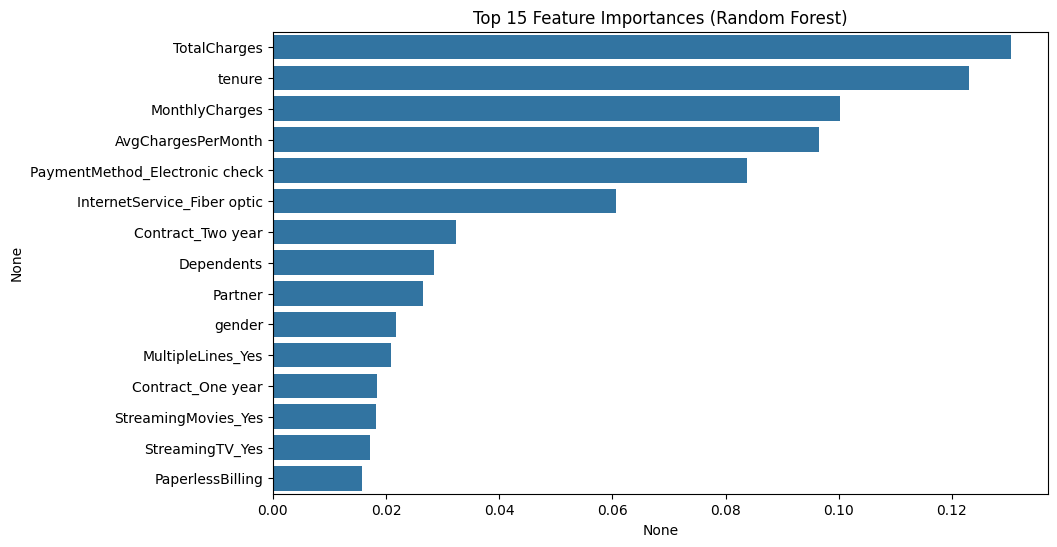 Top 15 Feature Importances (Random Forest)
TotalCharges
tenure
MonthlyCharges
AvgChargesPerMonth
PaymentMethod_Electronic check
InternetService_Fiber optic
Contract_Two year
Dependents
Partner
gender
MultipleLines_Yes
Contract_One year
StreamingMovies_Yes
StreamingTV_Yes
PaperlessBilling
None
0.00 0.02 0.04 0.06 0.08 0.10 0.12
None